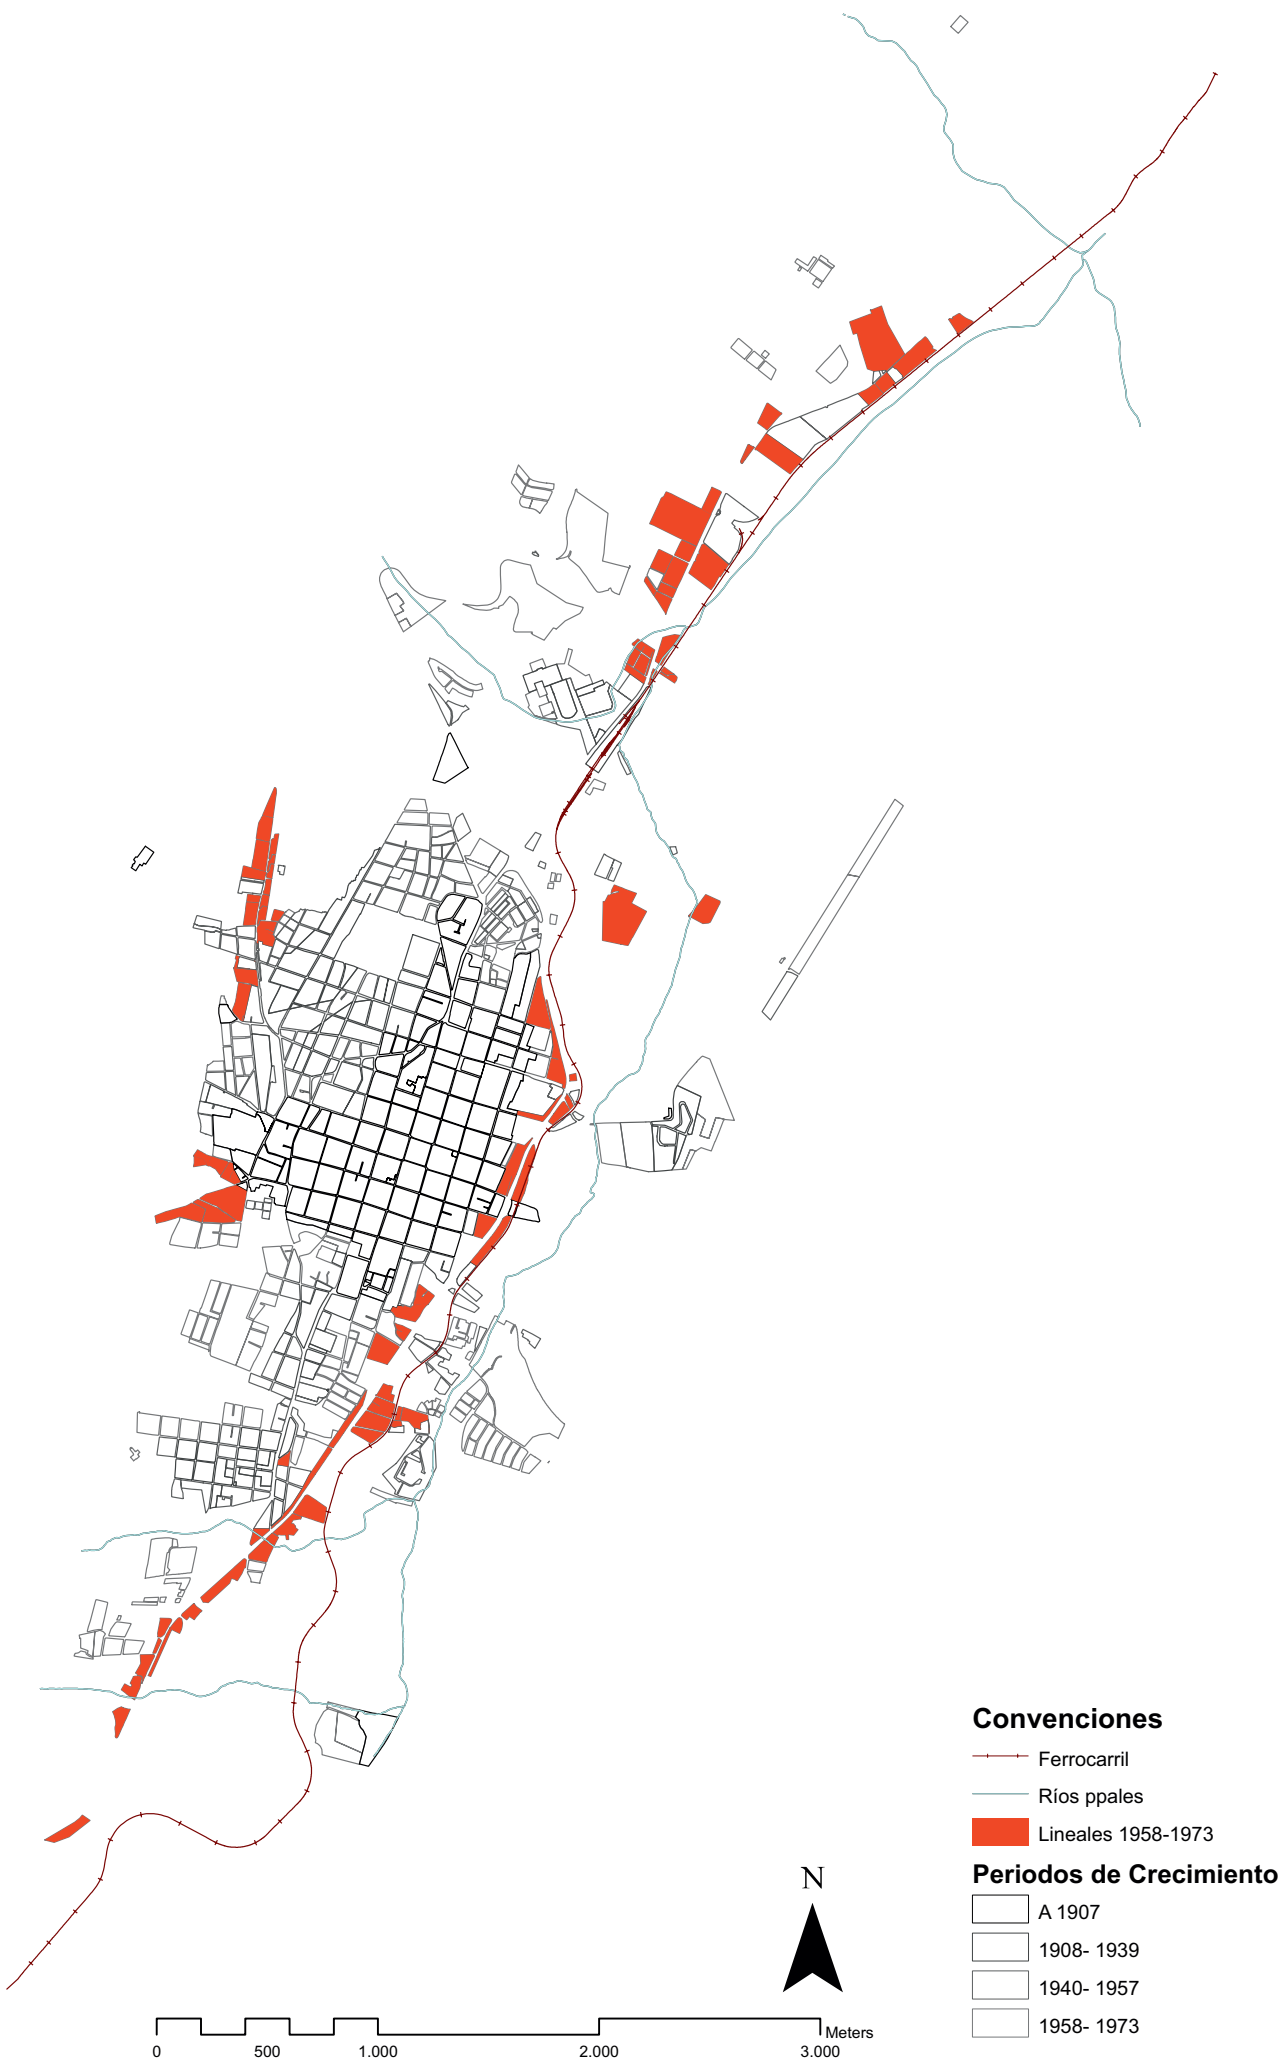 Convenciones
Ferrocarril
Ríos ppales
Lineales 1958-1973
Periodos de Crecimiento
A 1907
1908- 1939
1940- 1957
1958- 1973
N
Meters
0 500 1.000 2.000 3.000